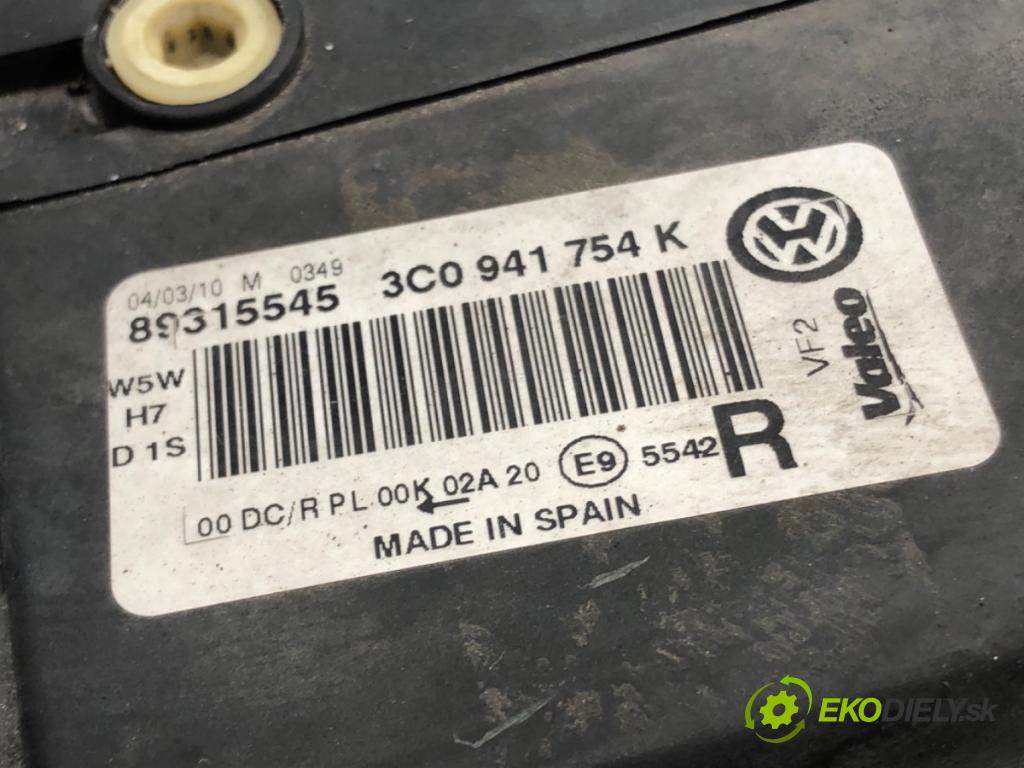 04/03/10 M 0349
89315545 3C0 941 754 K
W5W
H7
D1S
VF2
Valeo
00 DC/R PL 00K 02A 20 E9 5542 R
MADE IN SPAIN
EKODIELY.sk